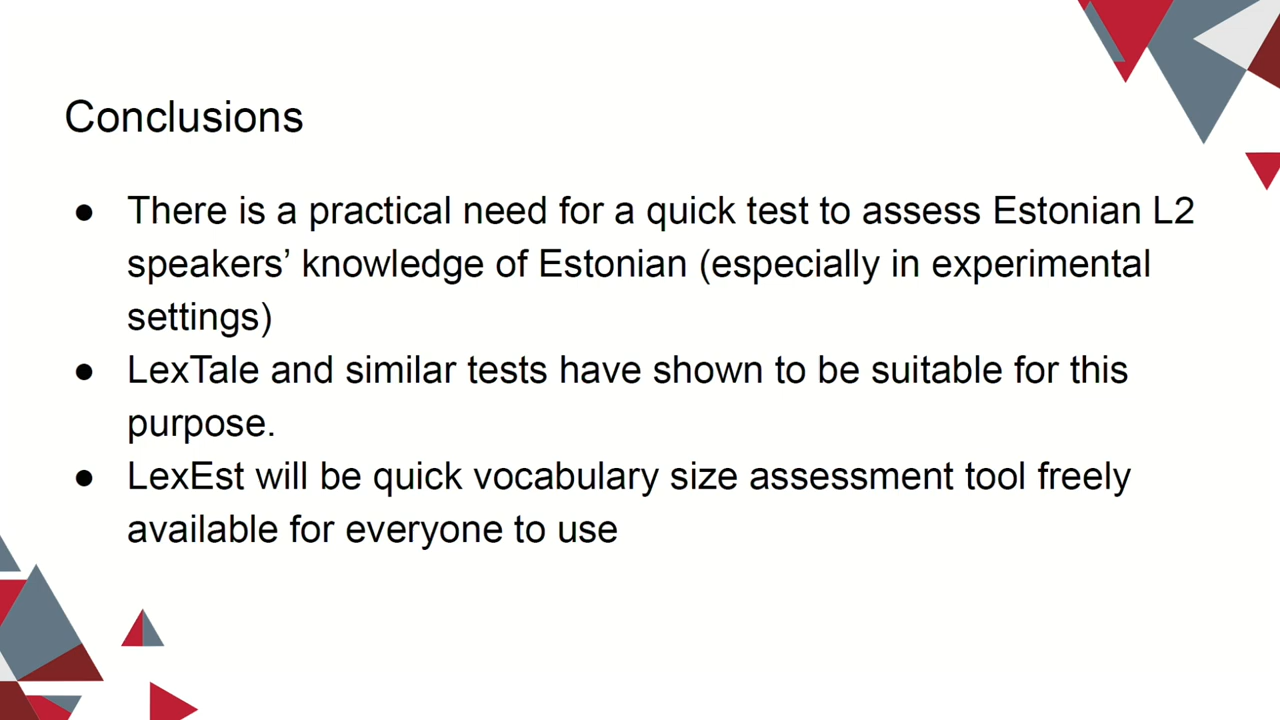 Conclusions
● There is a practical need for a quick test to assess Estonian L2
speakers’ knowledge of Estonian (especially in experimental
settings)
● LexTale and similar tests have shown to be suitable for this
purpose.
● LexEst will be quick vocabulary size assessment tool freely
available for everyone to use